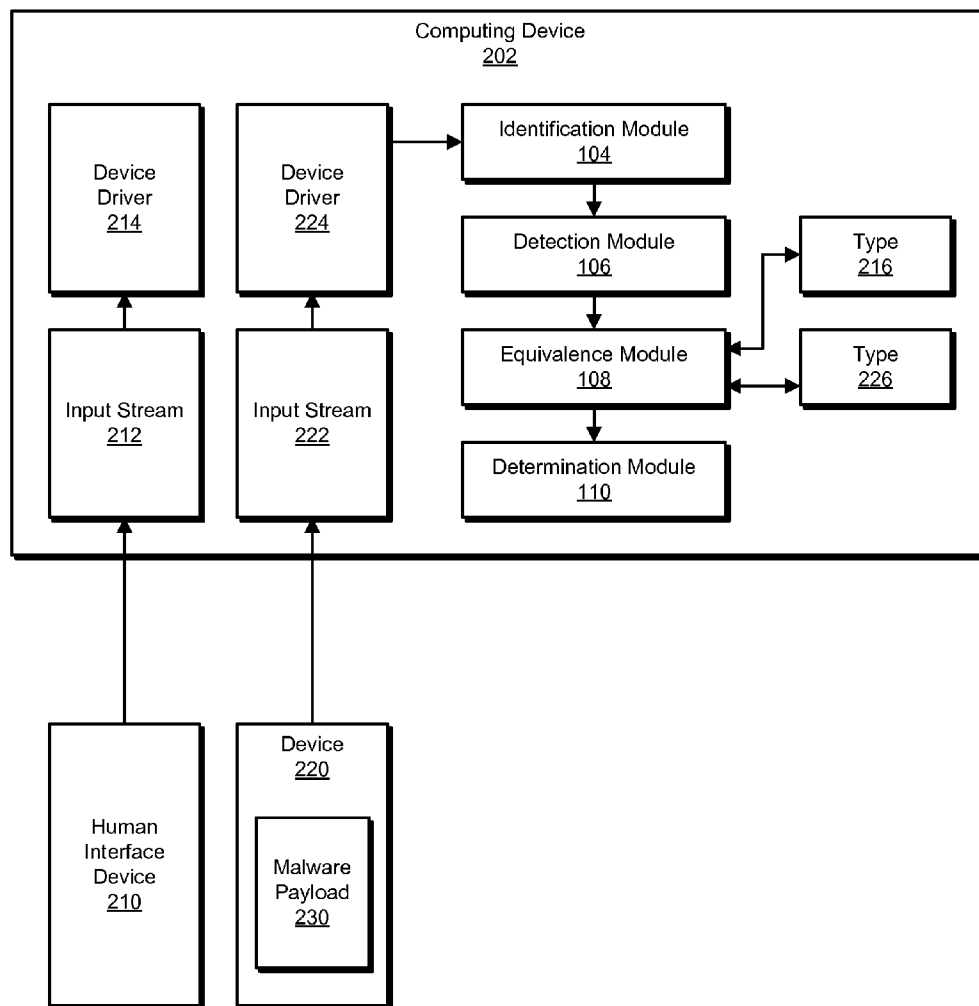 Computing Device
202
Device
Driver
214
Device
Driver
224
Identification Module
104
Detection Module
106
Type
216
Input Stream
212
Input Stream
222
Equivalence Module
108
Type
226
Determination Module
110
Human
Interface
Device
210
Device
220
Malware
Payload
230